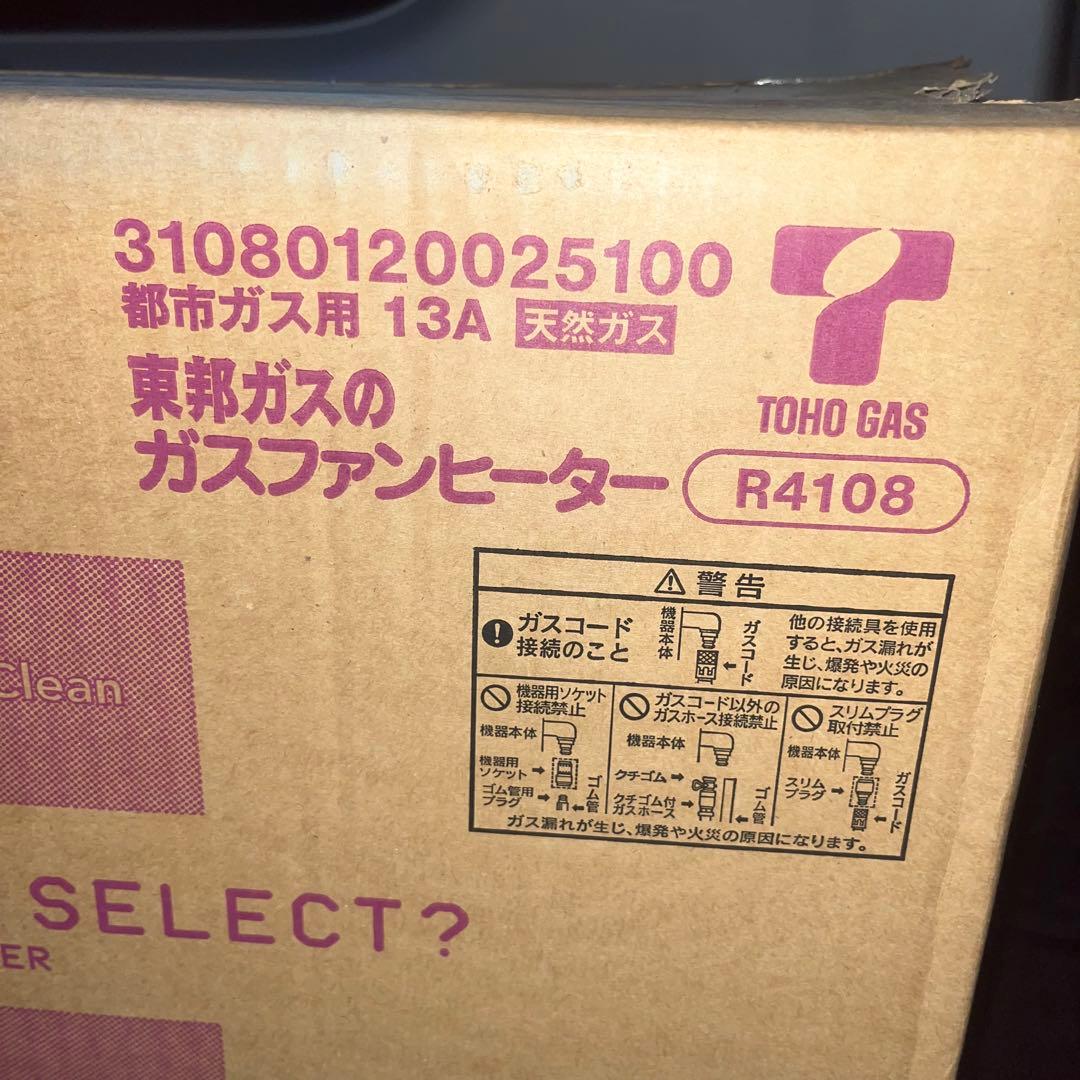 31080120025100
都市ガス用 13A 天然ガス
東邦ガスの
ガスファンヒーター R4108
TOHO GAS
⚠ 警告
ガスコード
接続のこと
機器本体
ガスコード
他の接続具を使用
すると、ガス漏れが
生じ、爆発や火災の
原因になります。
機器用ソケット
接続禁止
機器本体
機器用
ソケット
ゴム管用
プラグ
ゴム管
ガスコード以外の
ガスホース接続禁止
機器本体
クチゴム
クチゴム付
ガスホース
ゴム管
スリムプラグ
取付禁止
機器本体
スリム
プラグ
ガスコード
ガス漏れが生じ、爆発や火災の原因になります。
Clean
SELECT?
ER